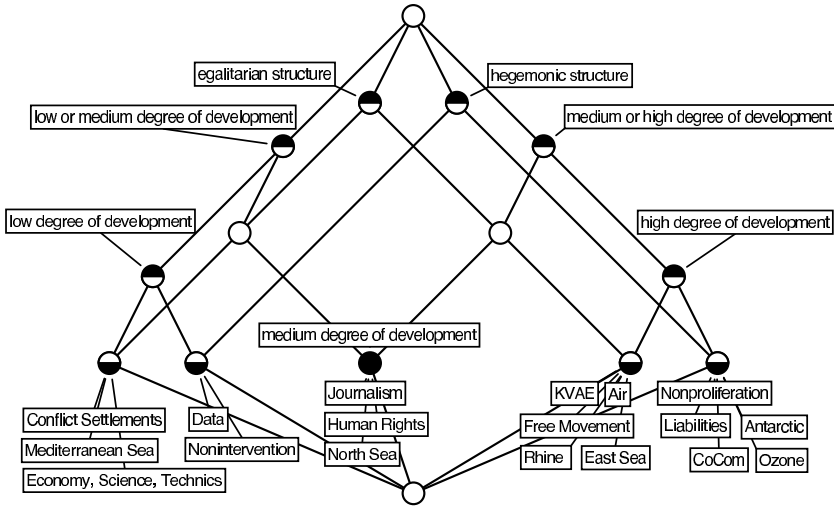 egalitarian structure
hegemonic structure
low or medium degree of development
medium or high degree of development
low degree of development
high degree of development
medium degree of development
Journalism
KVAE
Air
Nonproliferation
Conflict Settlements
Data
Human Rights
Free Movement
Liabilities
Antarctic
Mediterranean Sea
Nonintervention
North Sea
Rhine
East Sea
CoCom
Ozone
Economy, Science, Technics